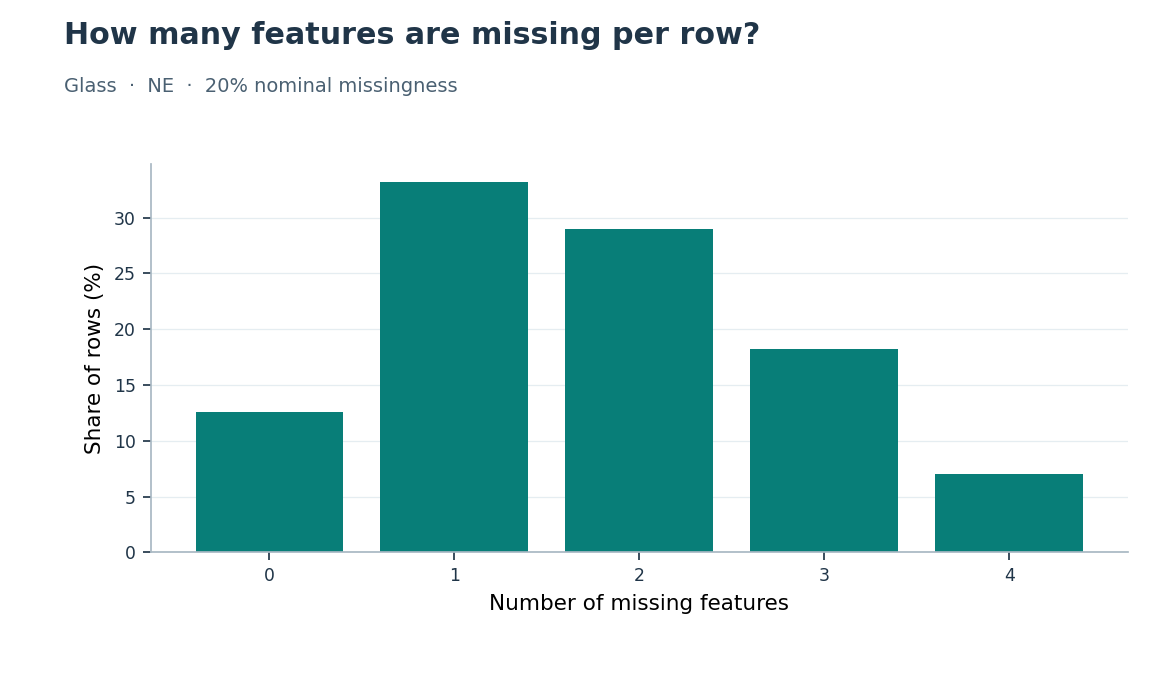 How many features are missing per row?
Glass · NE · 20% nominal missingness
Share of rows (%)
30
25
20
15
10
5
0
0 1 2 3 4
Number of missing features